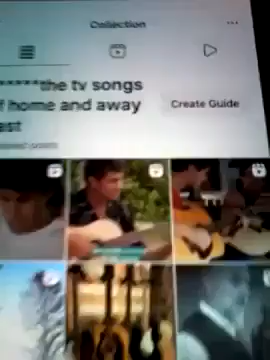 Collection
******the tv songs
f home and away
ast
Create Guide